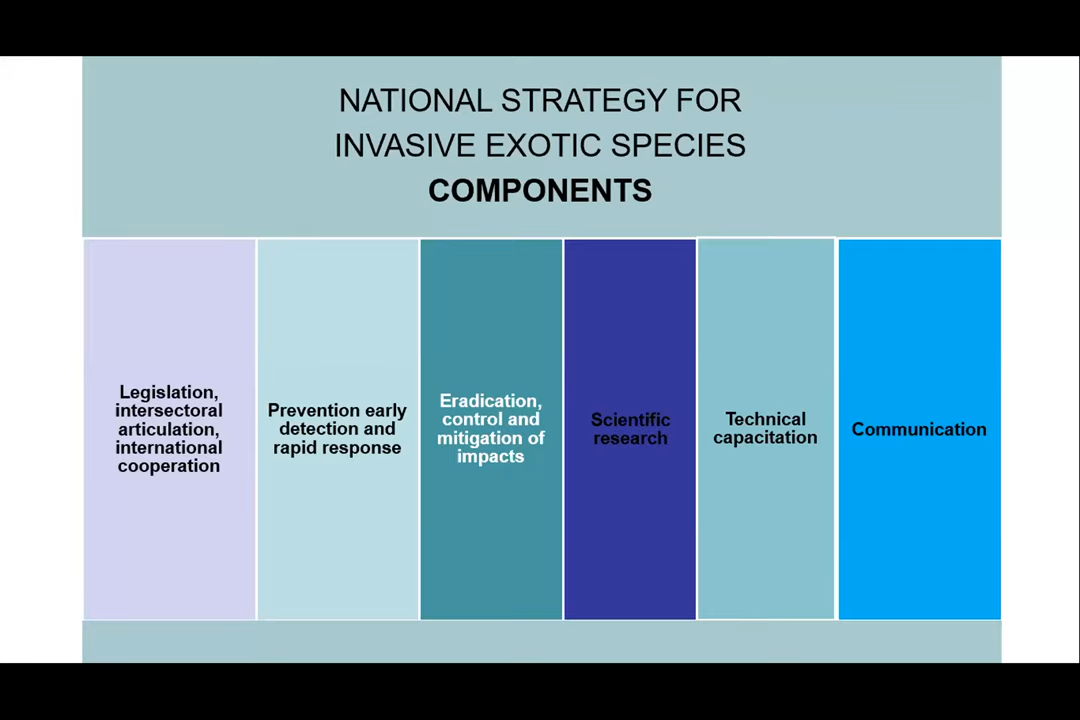 NATIONAL STRATEGY FOR
INVASIVE EXOTIC SPECIES
COMPONENTS
Legislation,
intersectoral
articulation,
international
cooperation
Prevention early
detection and
rapid response
Eradication,
control and
mitigation of
impacts
Scientific
research
Technical
capacitation
Communication